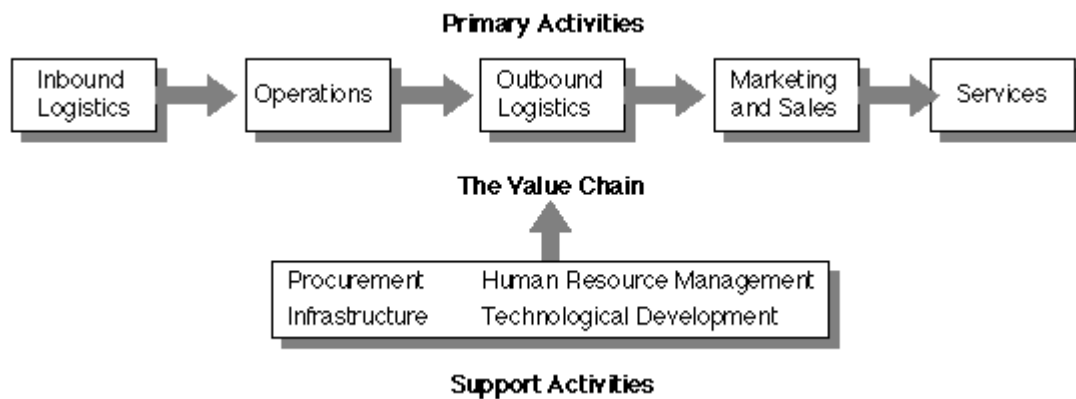 Primary Activities
Inbound
Logistics
Operations
Outbound
Logistics
Marketing
and Sales
Services
The Value Chain
Procurement Human Resource Management
Infrastructure Technological Development
Support Activities